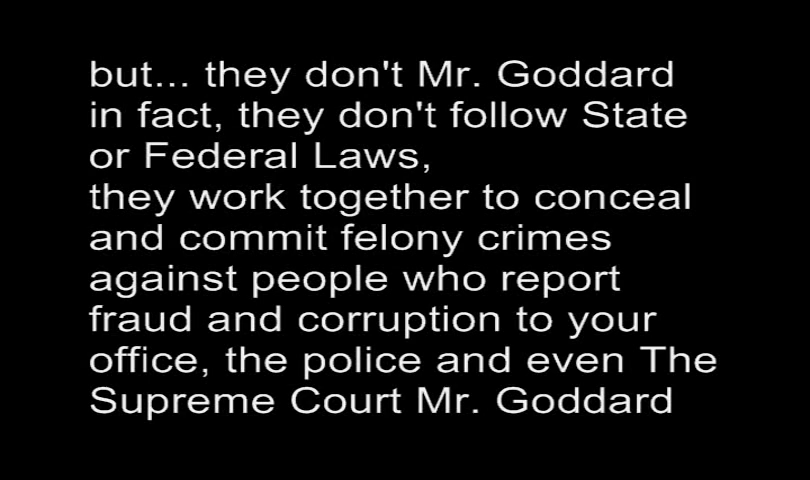 but... they don't Mr. Goddard
in fact, they don't follow State
or Federal Laws,
they work together to conceal
and commit felony crimes
against people who report
fraud and corruption to your
office, the police and even The
Supreme Court Mr. Goddard